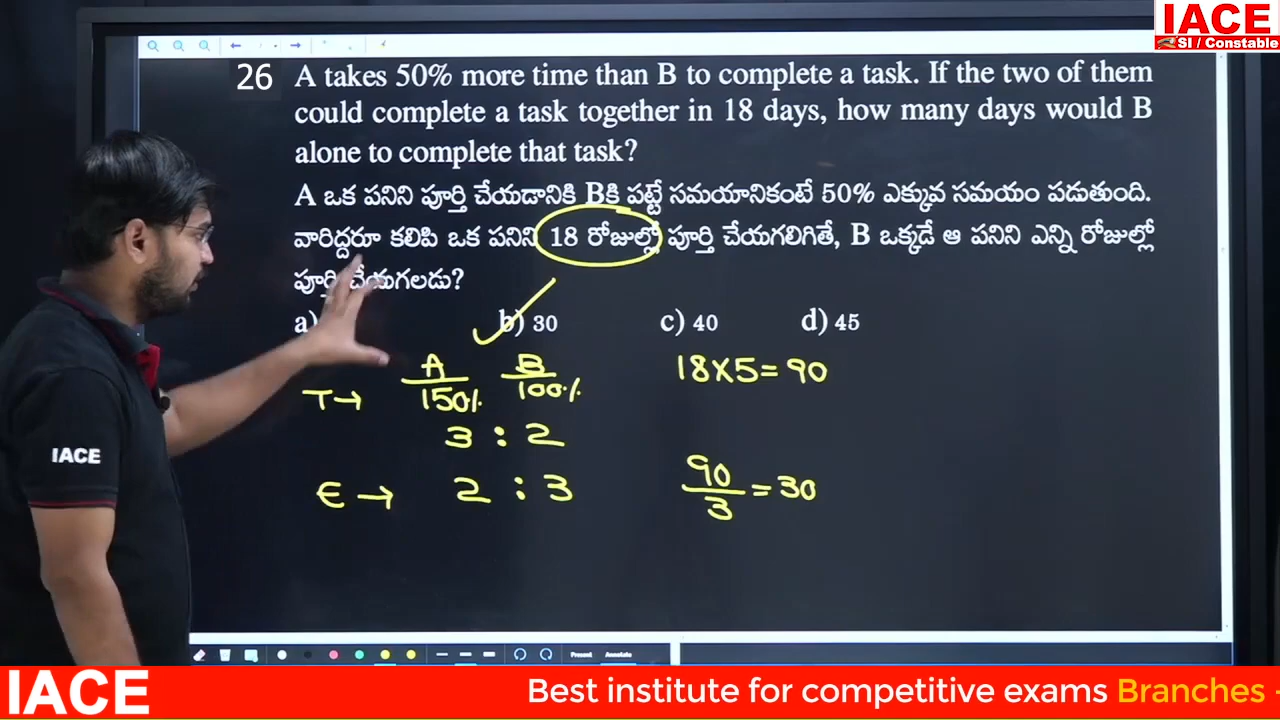 IACE
SI / Constable
26 A takes 50% more time than B to complete a task. If the two of them
could complete a task together in 18 days, how many days would B
alone to complete that task?
A ఒక పనిని పూర్తి చేయడానికి Bకి పట్టే సమయానికంటే 50% ఎక్కువ సమయం పడుతుంది.
వారిద్దరూ కలిపి ఒక పనిని 18 రోజుల్లో పూర్తి చేయగలిగితే, B ఒక్కడే ఆ పనిని ఎన్ని రోజుల్లో
పూర్తి చేయగలడు?
a) b) 30 c) 40 d) 45
A B 18×5=90
T→ 150% 100%
3 : 2
E→ 2 : 3 90/3=30
IACE
Present Annotate
IACE Best institute for competitive exams Branches -